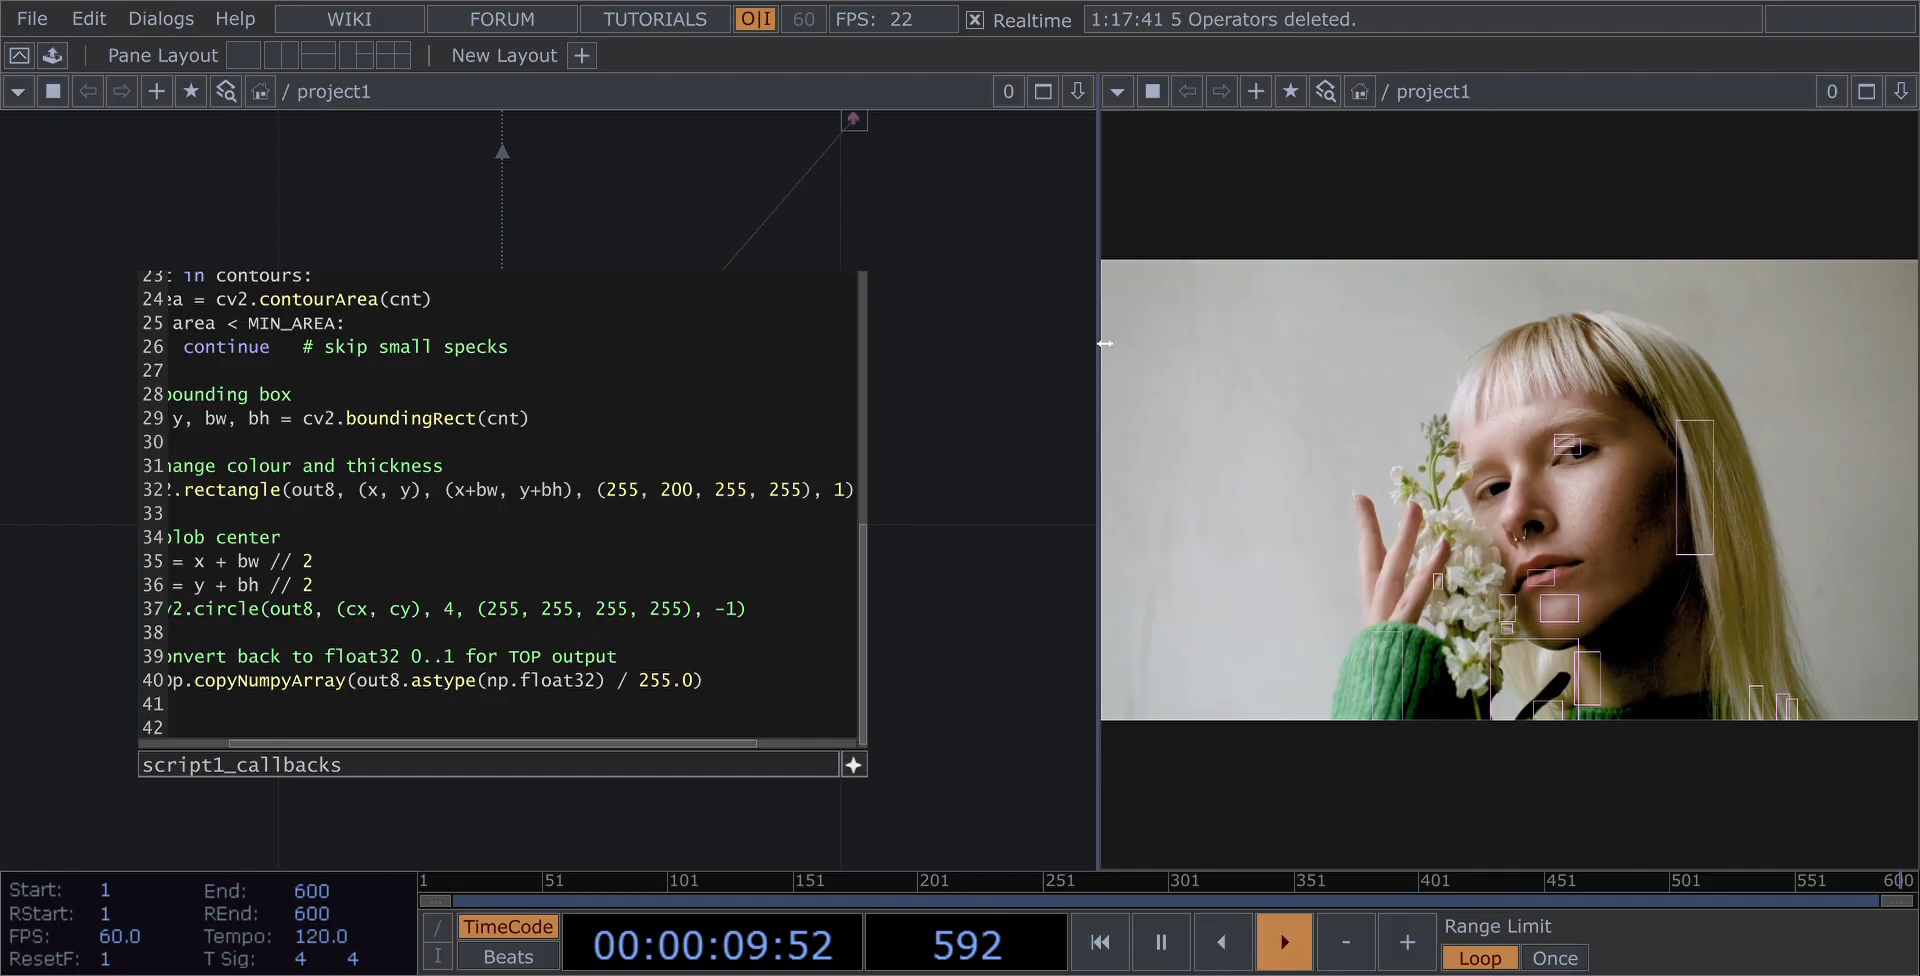 File Edit Dialogs Help WIKI FORUM TUTORIALS O|I 60 FPS: 22 Realtime 1:17:41 5 Operators deleted.
Pane Layout New Layout
/ project1 0
/ project1 0
23: in contours:
24 ea = cv2.contourArea(cnt)
25 area < MIN_AREA:
26 continue # skip small specks
27
28 bounding box
29 y, bw, bh = cv2.boundingRect(cnt)
30
31 hange colour and thickness
32 2.rectangle(out8, (x, y), (x+bw, y+bh), (255, 200, 255, 255), 1)
33
34 blob center
35 = x + bw // 2
36 = y + bh // 2
37 v2.circle(out8, (cx, cy), 4, (255, 255, 255, 255), -1)
38
39 onvert back to float32 0..1 for TOP output
40 op.copyNumpyArray(out8.astype(np.float32) / 255.0)
41
42
script1_callbacks
1 51 101 151 201 251 301 351 401 451 501 551 600
Start: 1 End: 600
RStart: 1 REnd: 600
FPS: 60.0 Tempo: 120.0
ResetF: 1 T Sig: 4 4
/ I
TimeCode
Beats
00:00:09:52
592
- +
Range Limit
Loop Once